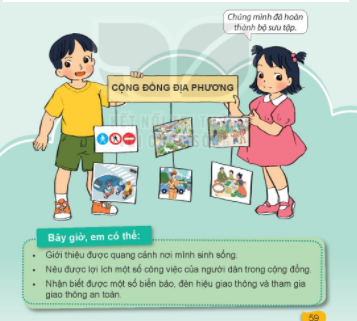 Chúng mình đã hoàn
thành bộ sưu tập.
CỘNG ĐỒNG ĐỊA PHƯƠNG
Bây giờ, em có thể:
• Giới thiệu được quang cảnh nơi mình sinh sống.
• Nêu được lợi ích một số công việc của người dân trong cộng đồng.
• Nhận biết được một số biển báo, đèn hiệu giao thông và tham gia
giao thông an toàn.
59